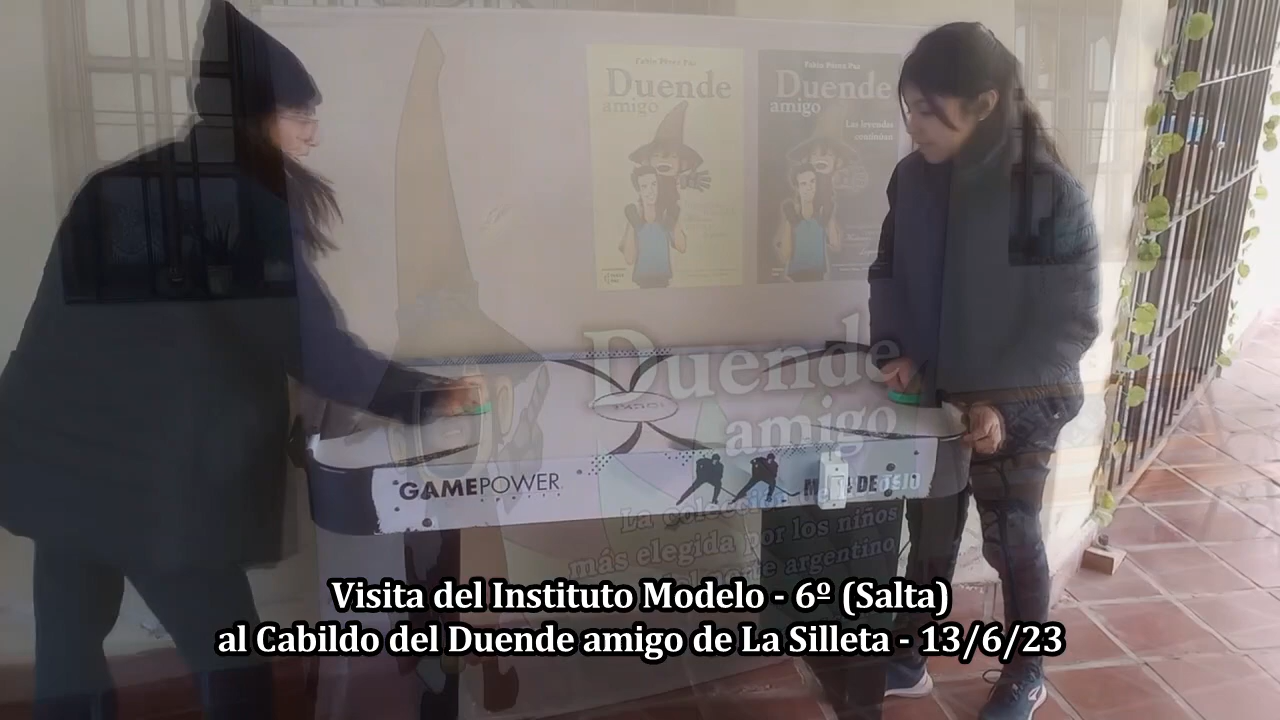 Pablo Pérez Paz
Duende
amigo
Pablo Pérez Paz
Duende
amigo
Las leyendas
continúan
Duende
amigo
GAMEPOWER
SPORTS
La colección
más elegida por los niños
argentino
Visita del Instituto Modelo - 6º (Salta)
al Cabildo del Duende amigo de La Silleta - 13/6/23